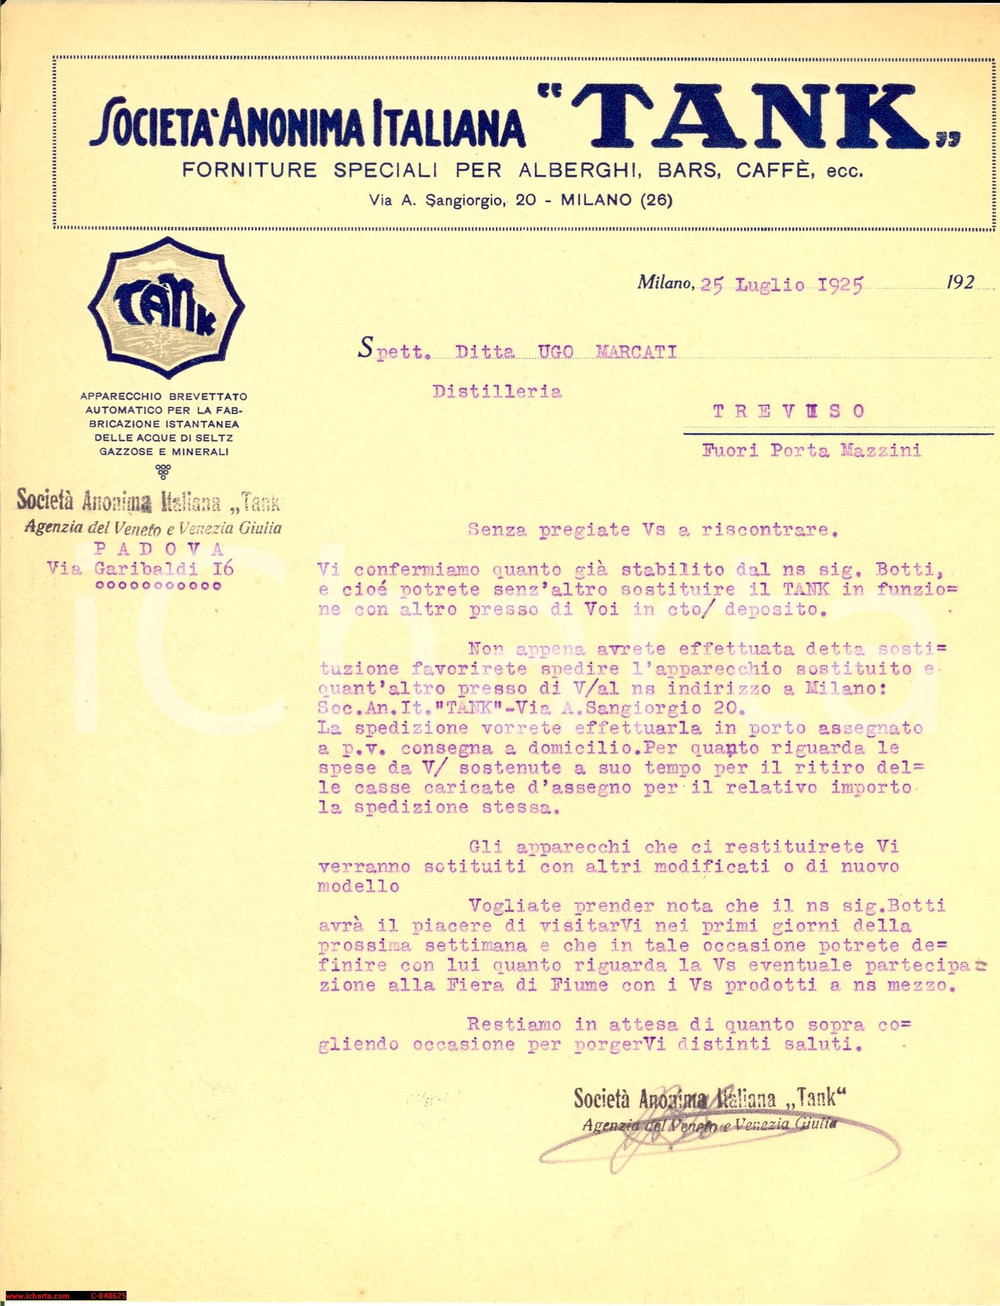 SOCIETA' ANONIMA ITALIANA "TANK„
FORNITURE SPECIALI PER ALBERGHI, BARS, CAFFÈ, ecc.
Via A. Sangiorgio, 20 - MILANO (26)
TANK
APPARECCHIO BREVETTATO
AUTOMATICO PER LA FAB-
BRICAZIONE ISTANTANEA
DELLE ACQUE DI SELTZ
GAZZOSE E MINERALI
Società Anonima Italiana „Tank
Agenzia del Veneto e Venezia Giulia
P A D O V A
Via Garibaldi 16
ooooooooooo
Milano, 25 Luglio 1925 192
Spett. Ditta UGO MARCATI
Distilleria
T R E V I S O
Fuori Porta Mazzini
Senza pregiate Vs a riscontrare.
Vi confermiamo quanto già stabilito dal ns sig. Botti,
e cioé potrete senz'altro sostituire il TANK in funzio=
ne con altro presso di Voi in cto/ deposito.
Non appena avrete effettuata detta sosti=
tuzione favorirete spedire l'apparecchio sostituito e
quant'altro presso di V/al ns indirizzo a Milano:
Soc.An.It."TANK"-Via A.Sangiorgio 20.
La spedizione vorrete effettuarla in porto assegnato
a p.v. consegna a domicilio.Per quanto riguarda le
spese da V/ sostenute a suo tempo per il ritiro del=
le casse caricate d'assegno per il relativo importo
la spedizione stessa.
Gli apparecchi che ci restituirete Vi
verranno sotituiti con altri modificati o di nuovo
modello
Vogliate prender nota che il ns sig.Botti
avrà il piacere di visitarVi nei primi giorni della
prossima settimana e che in tale occasione potrete de=
finire con lui quanto riguarda la Vs eventuale partecipa=
zione alla Fiera di Fiume con i Vs prodotti a ns mezzo.
Restiamo in attesa di quanto sopra co=
gliendo occasione per porgerVi distinti saluti.
Società Anonima Italiana „Tank“
Agenzia del Veneto e Venezia Giulia
iCharta
www.icharta.com C-048625